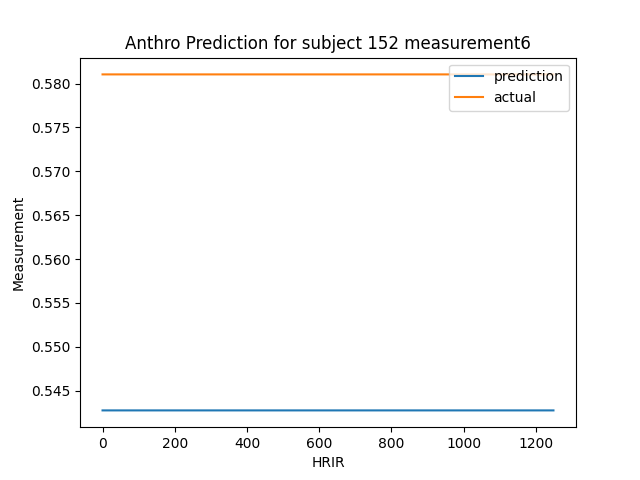 Anthro Prediction for subject 152 measurement6
prediction
actual
0.580
0.575
0.570
0.565
0.560
0.555
0.550
0.545
Measurement
0 200 400 600 800 1000 1200
HRIR